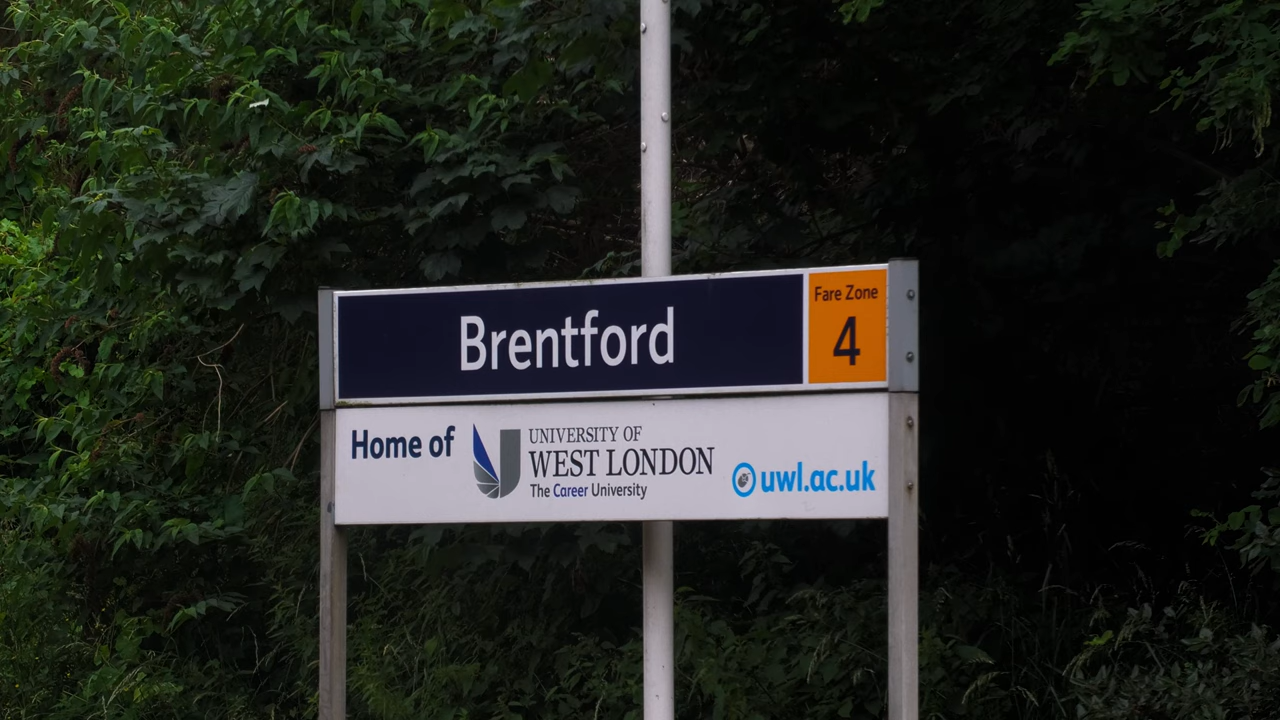 Brentford
Fare Zone
4
Home of
UNIVERSITY OF
WEST LONDON
The Career University
uwl.ac.uk